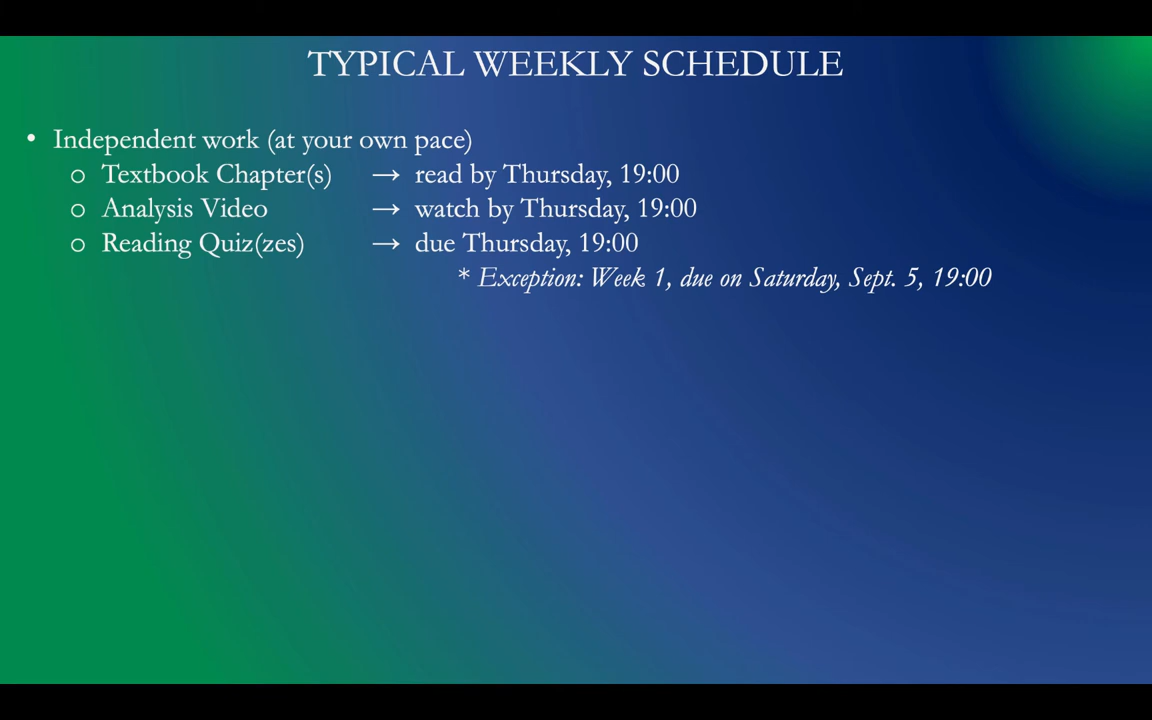 TYPICAL WEEKLY SCHEDULE
• Independent work (at your own pace)
o Textbook Chapter(s) → read by Thursday, 19:00
o Analysis Video → watch by Thursday, 19:00
o Reading Quiz(zes) → due Thursday, 19:00
* Exception: Week 1, due on Saturday, Sept. 5, 19:00